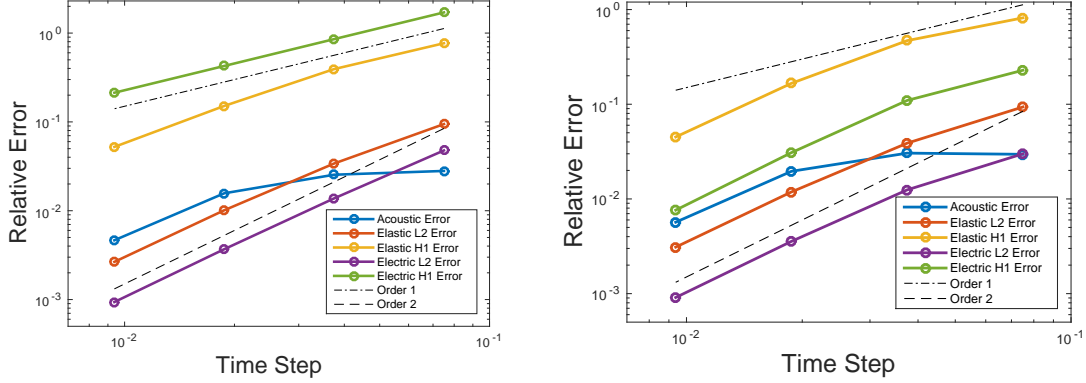 10^0
10^-1
10^-2
10^-3
Relative Error
10^-2
10^-1
Time Step
Acoustic Error
Elastic L2 Error
Elastic H1 Error
Electric L2 Error
Electric H1 Error
Order 1
Order 2
10^0
10^-1
10^-2
10^-3
Relative Error
10^-2
10^-1
Time Step
Acoustic Error
Elastic L2 Error
Elastic H1 Error
Electric L2 Error
Electric H1 Error
Order 1
Order 2